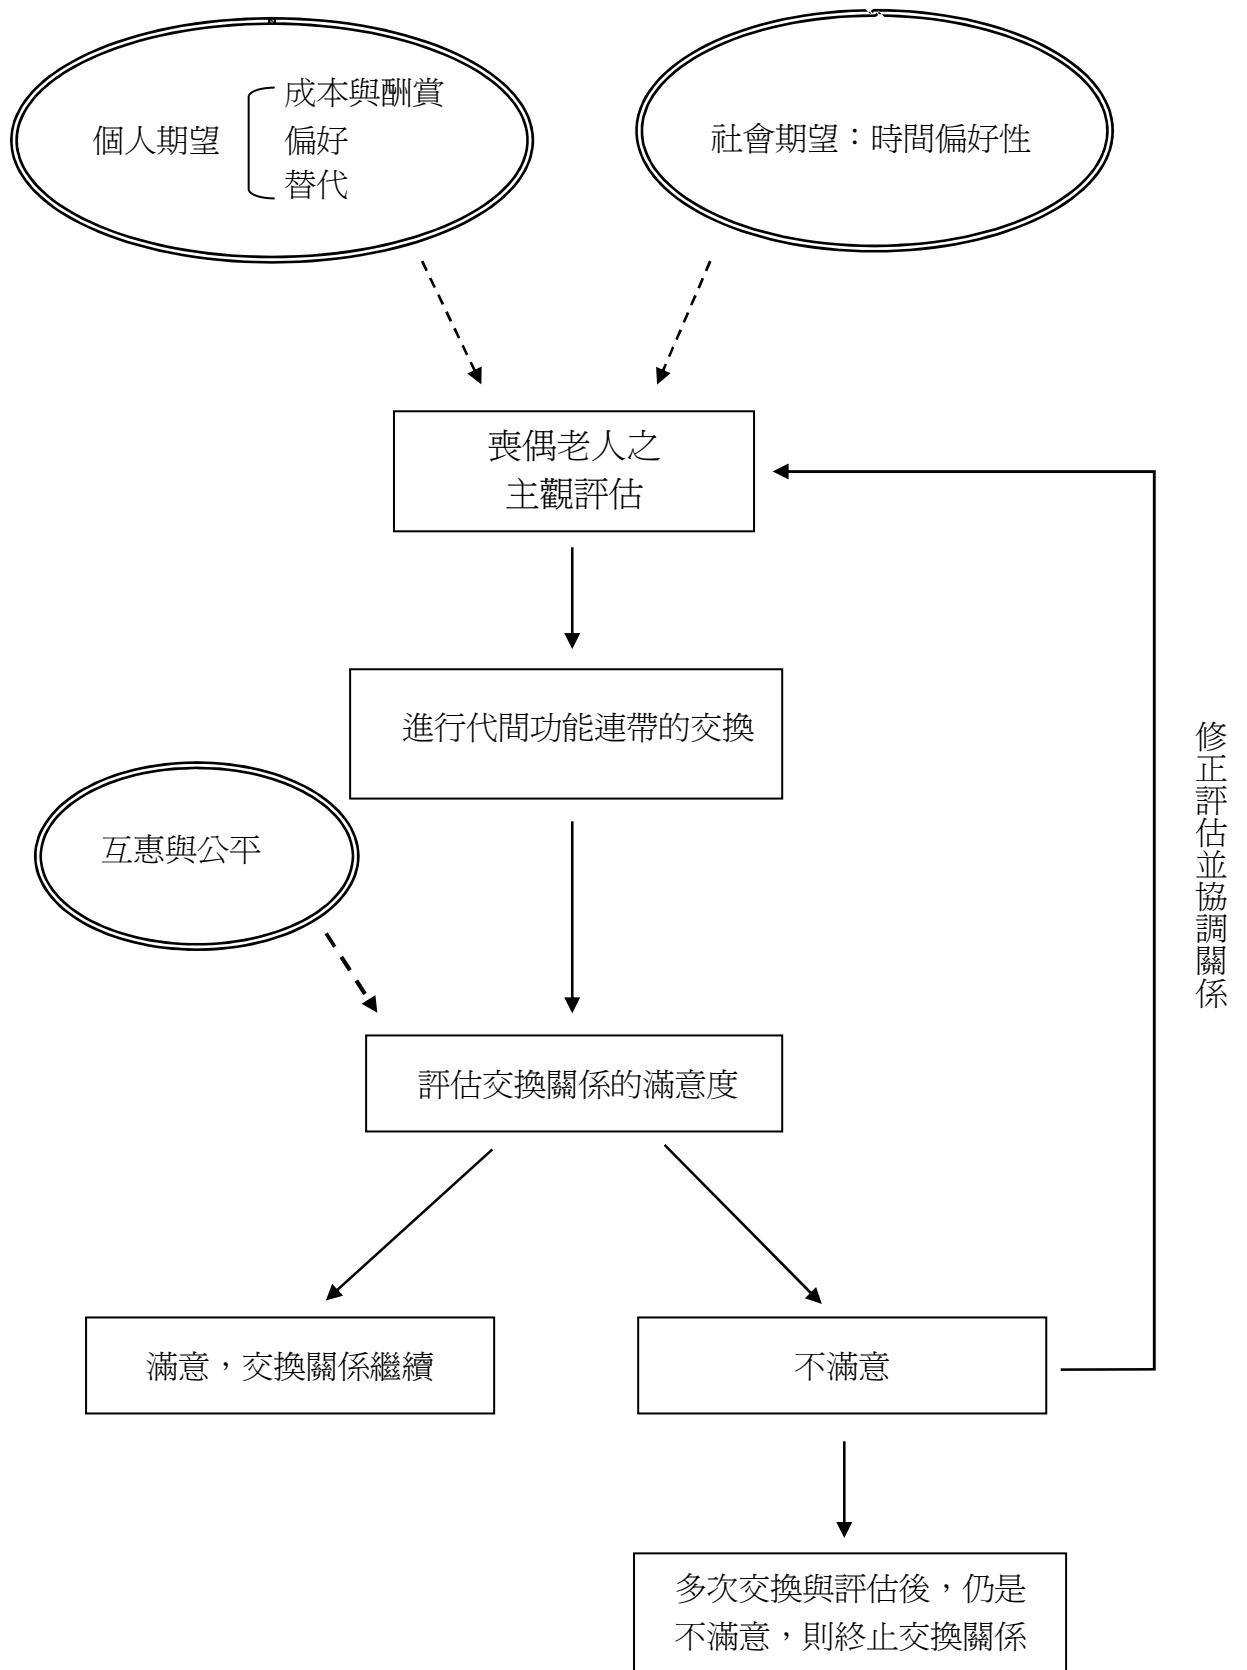 成本與酬賞
個人期望
偏好
替代
社會期望：時間偏好性
喪偶老人之
主觀評估
進行代間功能連帶的交換
修正評估並協調關係
互惠與公平
評估交換關係的滿意度
滿意，交換關係繼續
不滿意
多次交換與評估後，仍是
不滿意，則終止交換關係